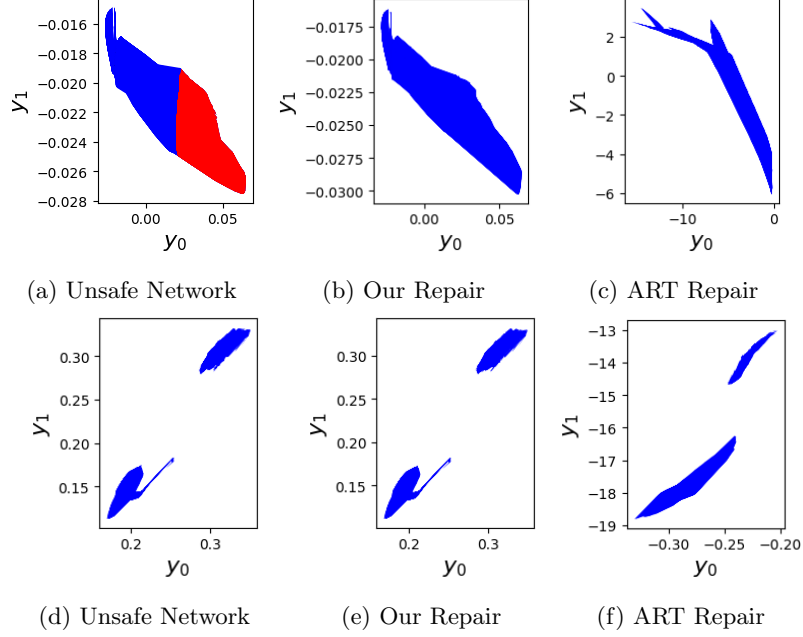 −0.016
−0.018
−0.020
−0.022
−0.024
−0.026
−0.028
y1
0.00 0.05
y0
−0.0175
−0.0200
−0.0225
−0.0250
−0.0275
−0.0300
y1
0.00 0.05
y0
2
0
−2
−4
−6
y1
−10 0
y0
(a) Unsafe Network (b) Our Repair (c) ART Repair
0.30
0.25
0.20
0.15
y1
0.2 0.3
y0
0.30
0.25
0.20
0.15
y1
0.2 0.3
y0
−13
−14
−15
−16
−17
−18
−19
y1
−0.30 −0.25 −0.20
y0
(d) Unsafe Network (e) Our Repair (f) ART Repair